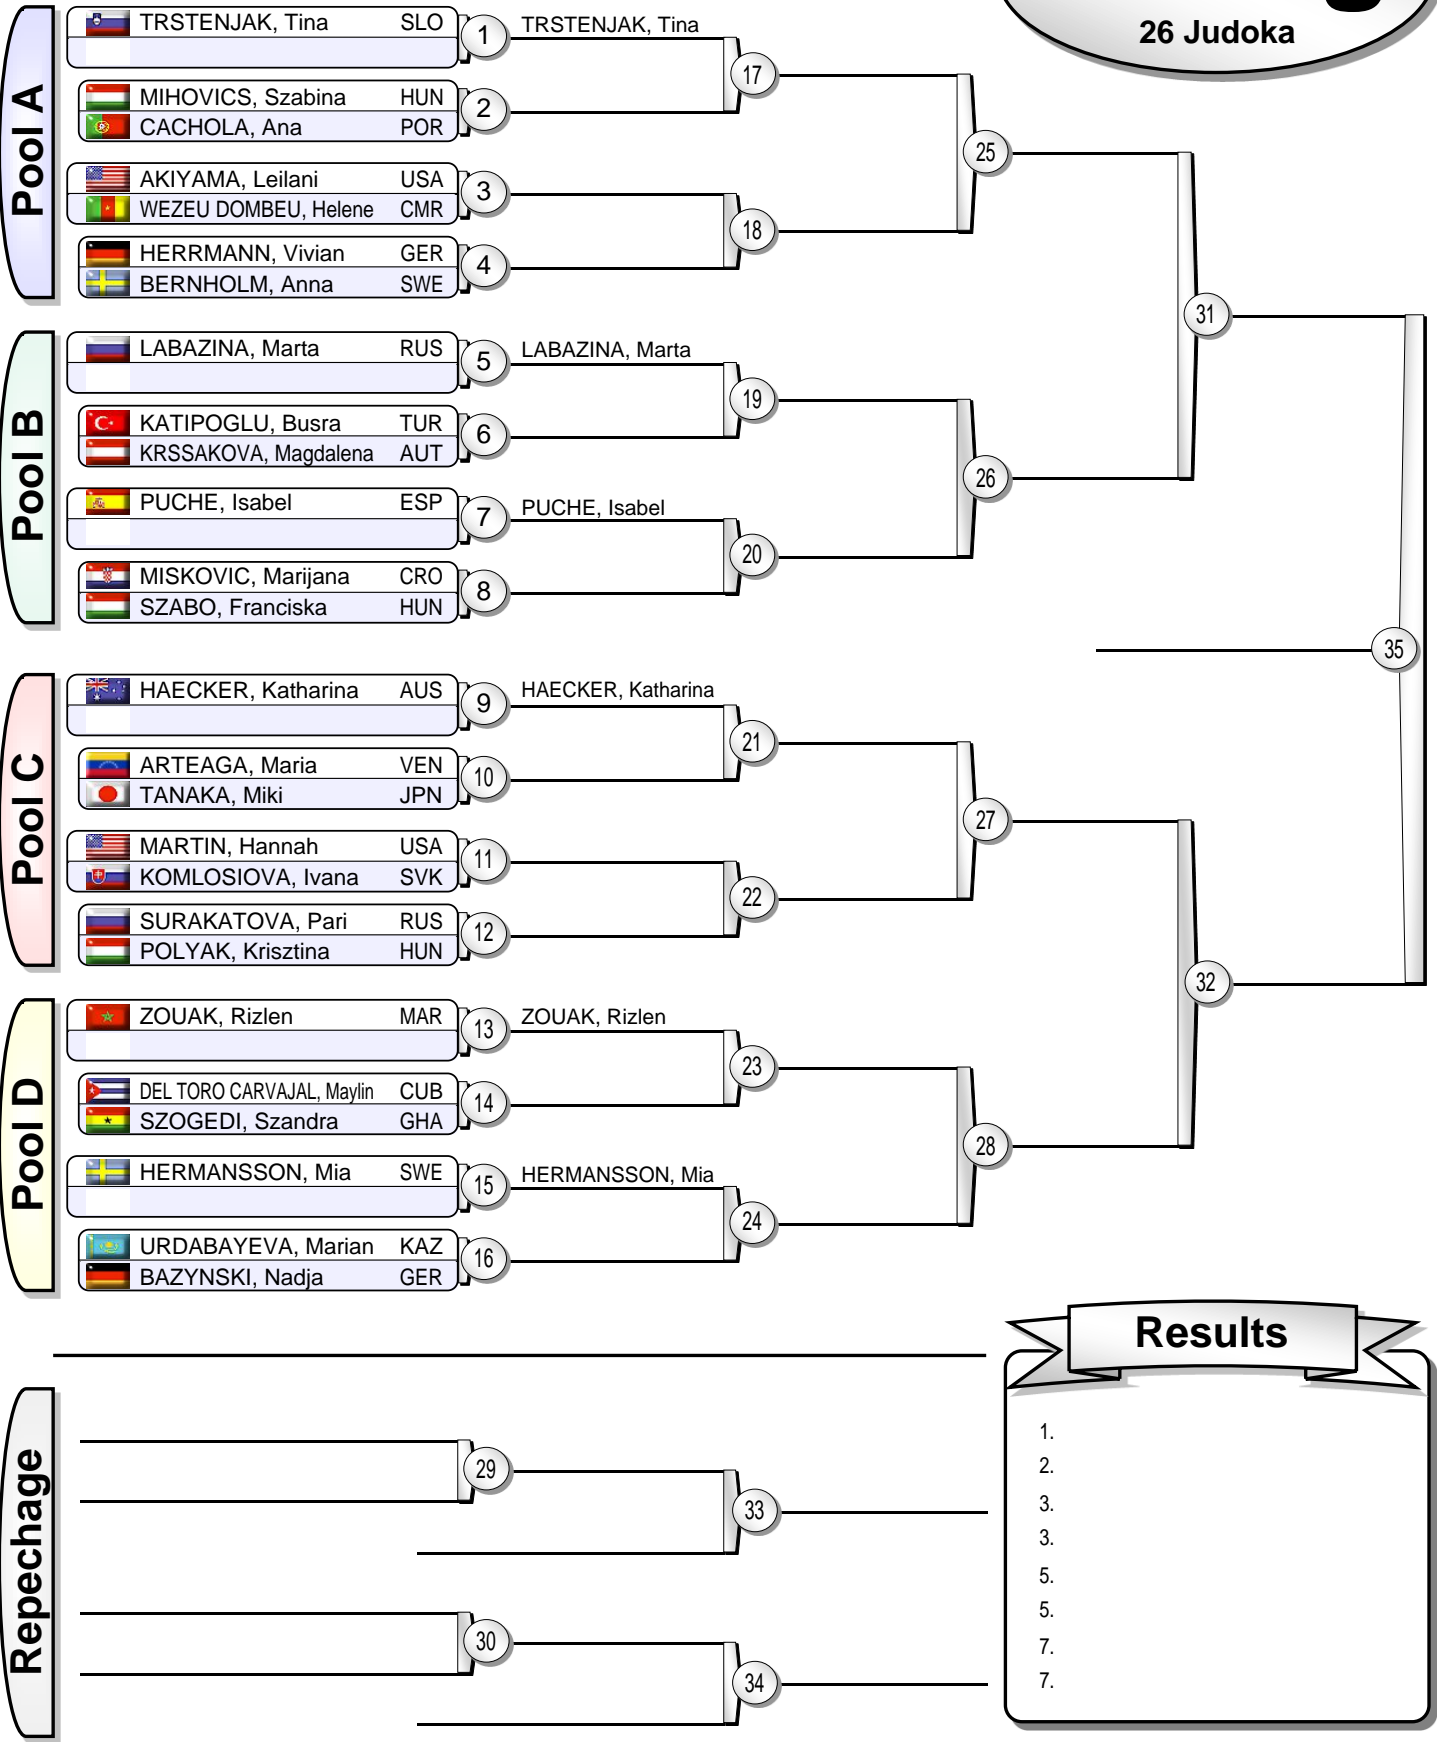 26 Judoka
Pool A
TRSTENJAK, Tina SLO
1
TRSTENJAK, Tina
17
MIHOVICS, Szabina HUN
CACHOLA, Ana POR
2
25
AKIYAMA, Leilani USA
WEZEU DOMBEU, Helene CMR
3
18
HERRMANN, Vivian GER
BERNHOLM, Anna SWE
4
31
Pool B
LABAZINA, Marta RUS
5
LABAZINA, Marta
19
KATIPOGLU, Busra TUR
KRSSAKOVA, Magdalena AUT
6
26
PUCHE, Isabel ESP
7
PUCHE, Isabel
20
MISKOVIC, Marijana CRO
SZABO, Franciska HUN
8
35
Pool C
HAECKER, Katharina AUS
9
HAECKER, Katharina
21
ARTEAGA, Maria VEN
TANAKA, Miki JPN
10
27
MARTIN, Hannah USA
KOMLOSIOVA, Ivana SVK
11
22
SURAKATOVA, Pari RUS
POLYAK, Krisztina HUN
12
32
Pool D
ZOUAK, Rizlen MAR
13
ZOUAK, Rizlen
23
DEL TORO CARVAJAL, Maylin CUB
SZOGEDI, Szandra GHA
14
28
HERMANSSON, Mia SWE
15
HERMANSSON, Mia
24
URDABAYEVA, Marian KAZ
BAZYNSKI, Nadja GER
16
Repechage
29
33
30
34
Results
1.
2.
3.
3.
5.
5.
7.
7.